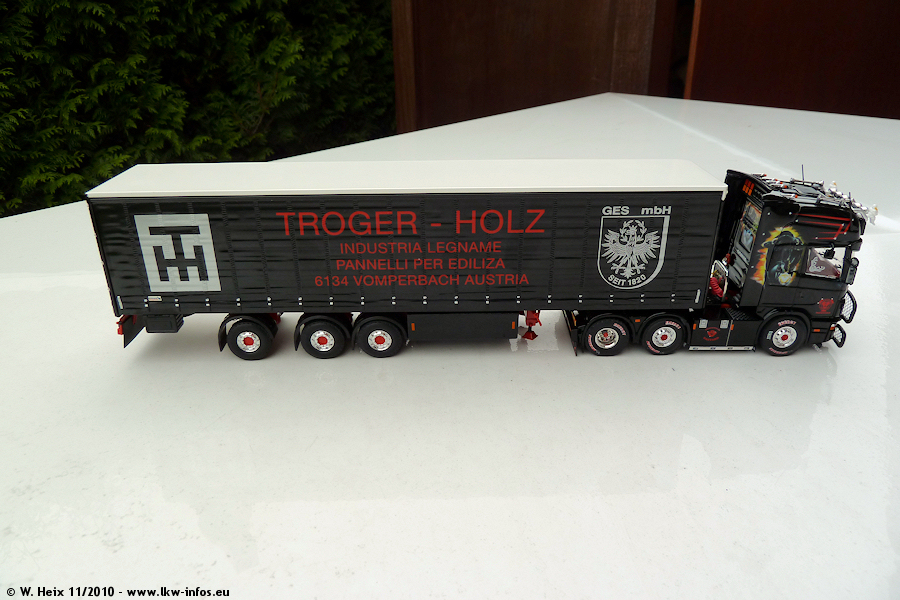 TROGER - HOLZ
INDUSTRIA LEGNAME
PANNELLI PER EDILIZA
6134 VOMPERBACH AUSTRIA
GES mbH
SEIT 1820
© W. Heix 11/2010 - www.lkw-infos.eu